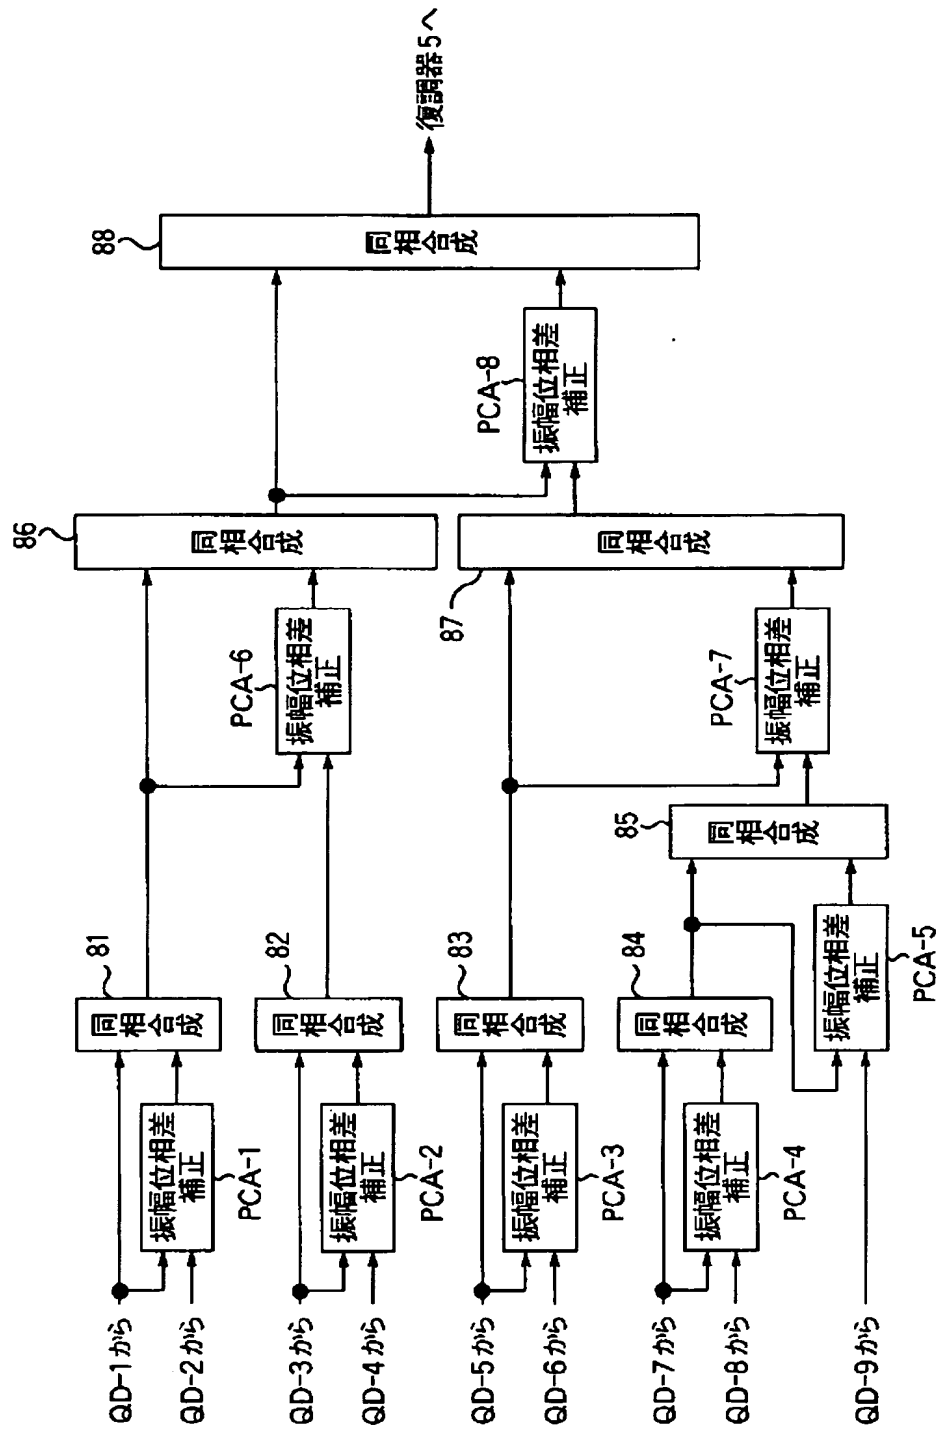 QD-1から
QD-2から
QD-3から
QD-4から
QD-5から
QD-6から
QD-7から
QD-8から
QD-9から
振幅位相差
補正
PCA-1
振幅位相差
補正
PCA-2
振幅位相差
補正
PCA-3
振幅位相差
補正
PCA-4
同相合成
81
同相合成
82
同相合成
83
同相合成
84
振幅位相差
補正
PCA-5
同相合成
85
振幅位相差
補正
PCA-6
振幅位相差
補正
PCA-7
同相合成
86
同相合成
87
振幅位相差
補正
PCA-8
同相合成
88
復調器5へ